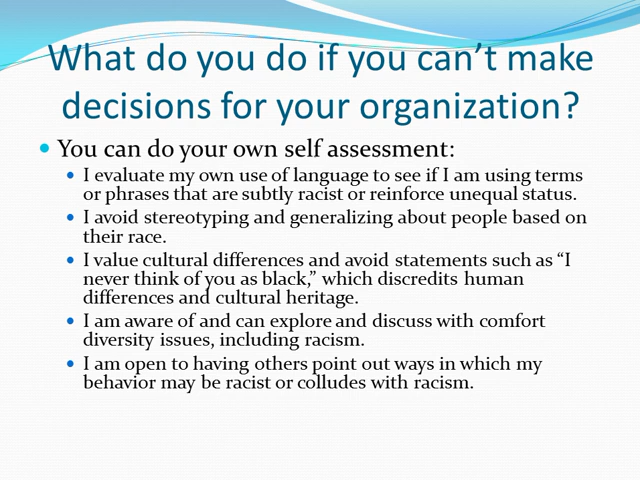 What do you do if you can’t make
decisions for your organization?
• You can do your own self assessment:
• I evaluate my own use of language to see if I am using terms
or phrases that are subtly racist or reinforce unequal status.
• I avoid stereotyping and generalizing about people based on
their race.
• I value cultural differences and avoid statements such as “I
never think of you as black,” which discredits human
differences and cultural heritage.
• I am aware of and can explore and discuss with comfort
diversity issues, including racism.
• I am open to having others point out ways in which my
behavior may be racist or colludes with racism.